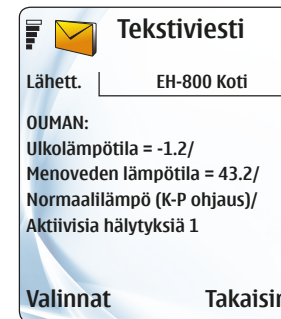 Tekstiviesti
Lähett. EH-800 Koti
OUMAN:
Ulkolämpötila = -1.2/
Menoveden lämpötila = 43.2/
Normaalilämpö (K-P ohjaus)/
Aktiivisia hälytyksiä 1
Valinnat Takaisin